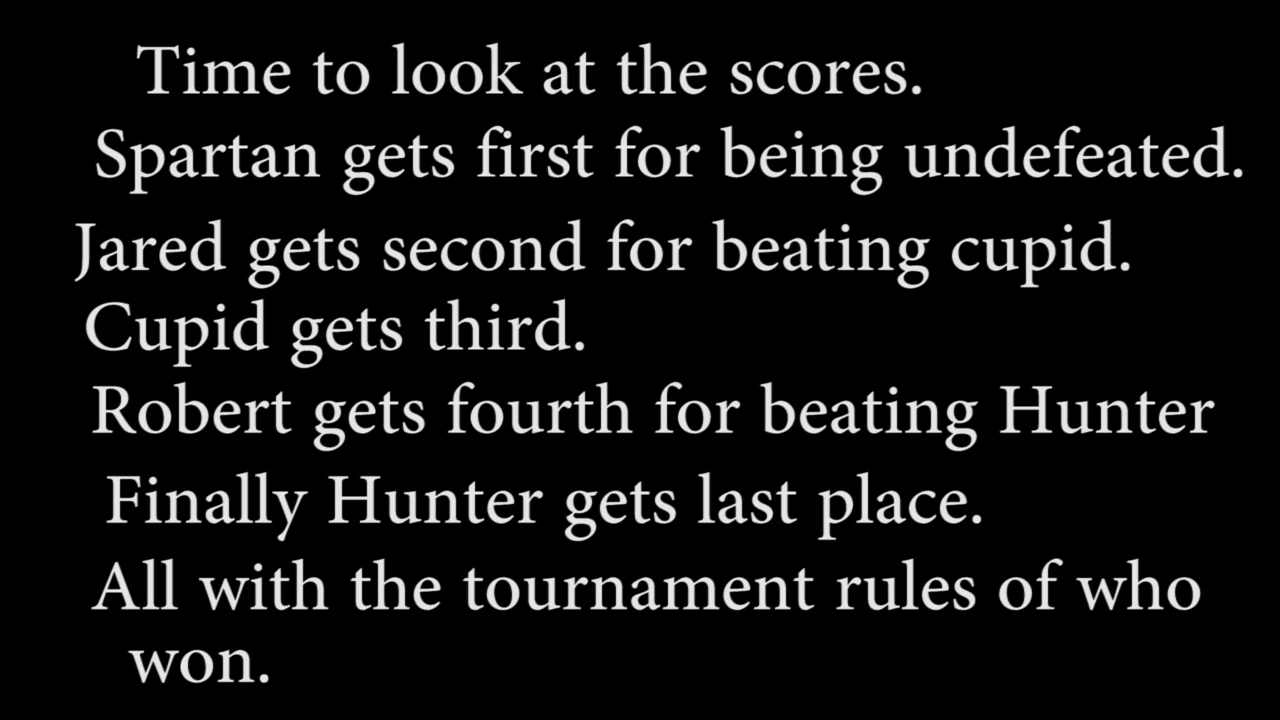 Time to look at the scores.
Spartan gets first for being undefeated.
Jared gets second for beating cupid.
Cupid gets third.
Robert gets fourth for beating Hunter
Finally Hunter gets last place.
All with the tournament rules of who
won.